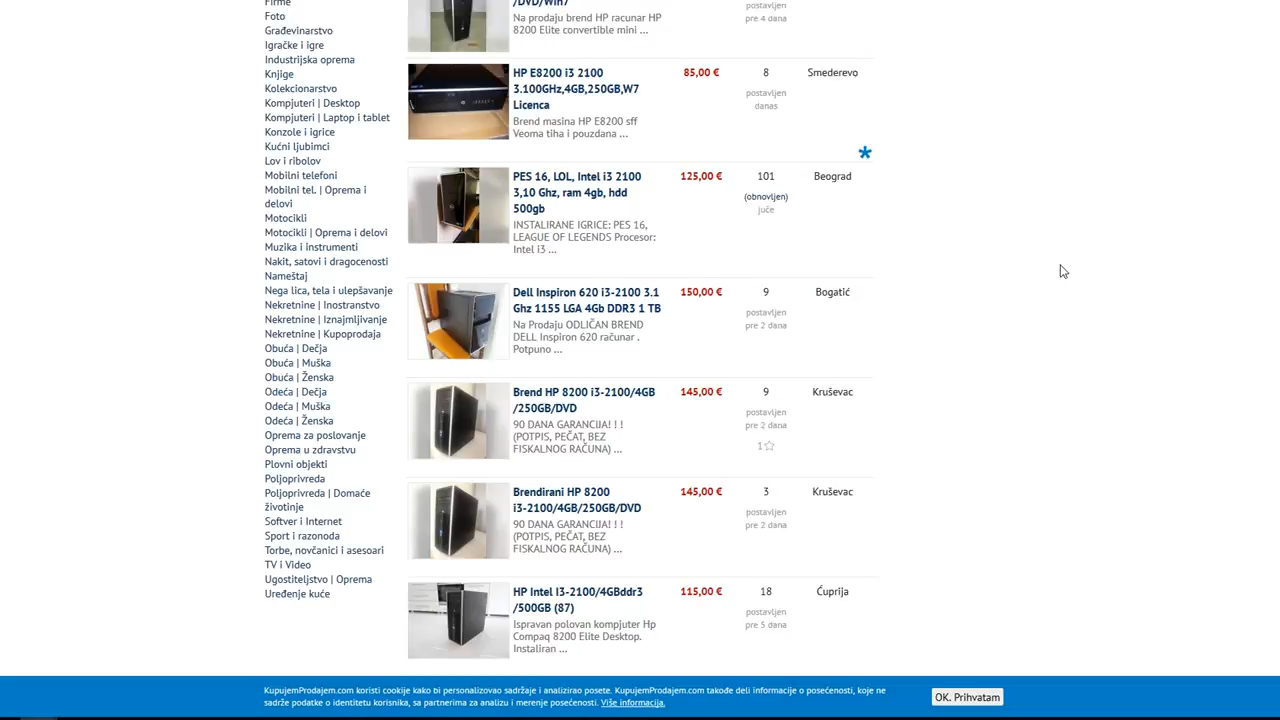 Firme
Foto
Građevinarstvo
Igračke i igre
Industrijska oprema
Knjige
Kolekcionarstvo
Kompjuteri | Desktop
Kompjuteri | Laptop i tablet
Konzole i igrice
Kućni ljubimci
Lov i ribolov
Mobilni telefoni
Mobilni tel. | Oprema i
delovi
Motocikli
Motocikli | Oprema i delovi
Muzika i instrumenti
Nakit, satovi i dragocenosti
Nameštaj
Nega lica, tela i ulepšavanje
Nekretnine | Inostranstvo
Nekretnine | Iznajmljivanje
Nekretnine | Kupoprodaja
Obuća | Dečja
Obuća | Muška
Obuća | Ženska
Odeća | Dečja
Odeća | Muška
Odeća | Ženska
Oprema za poslovanje
Oprema u zdravstvu
Plovni objekti
Poljoprivreda
Poljoprivreda | Domaće
životinje
Softver i Internet
Sport i razonoda
Torbe, novčanici i asesoari
TV i Video
Ugostiteljstvo | Oprema
Uređenje kuće
/DVD/Win7
Na prodaju brend HP racunar HP
8200 Elite convertible mini ...
postavljen
pre 4 dana
HP E8200 i3 2100
3.100GHz,4GB,250GB,W7
Licenca
Brend masina HP E8200 sff
Veoma tiha i pouzdana ...
85,00 €
8
postavljen
danas
Smederevo
PES 16, LOL, Intel i3 2100
3,10 Ghz, ram 4gb, hdd
500gb
INSTALIRANE IGRICE: PES 16,
LEAGUE OF LEGENDS Procesor:
Intel i3 ...
125,00 €
101
(obnovljen)
juče
Beograd
Dell Inspiron 620 i3-2100 3.1
Ghz 1155 LGA 4Gb DDR3 1 TB
Na Prodaju ODLIČAN BREND
DELL Inspiron 620 računar .
Potpuno ...
150,00 €
9
postavljen
pre 2 dana
Bogatić
Brend HP 8200 i3-2100/4GB
/250GB/DVD
90 DANA GARANCIJA! ! !
(POTPIS, PEČAT, BEZ
FISKALNOG RAČUNA) ...
145,00 €
9
postavljen
pre 2 dana
1
Kruševac
Brendirani HP 8200
i3-2100/4GB/250GB/DVD
90 DANA GARANCIJA! ! !
(POTPIS, PEČAT, BEZ
FISKALNOG RAČUNA) ...
145,00 €
3
postavljen
pre 2 dana
Kruševac
HP Intel I3-2100/4GBddr3
/500GB (87)
Ispravan polovan kompjuter Hp
Compaq 8200 Elite Desktop.
Instaliran ...
115,00 €
18
postavljen
pre 5 dana
Ćuprija
KupujemProdajem.com koristi cookije kako bi personalizovao sadržaje i analizirao posete. KupujemProdajem.com takođe deli informacije o posećenosti, koje ne
sadrže podatke o identitetu korisnika, sa partnerima za analizu i merenje posećenosti. Više informacija.
OK. Prihvatam